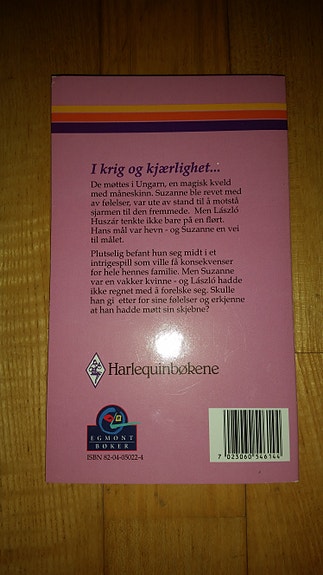 I krig og kjærlighet...
De møttes i Ungarn, en magisk kveld
med måneskinn. Suzanne ble revet med
av følelser, var ute av stand til å motstå
sjarmen til den fremmede. Men László
Huszár tenkte ikke bare på en flørt.
Hans mål var hevn - og Suzanne en vei
til målet.
Plutselig befant hun seg midt i et
intrigespill som ville få konsekvenser
for hele hennes familie. Men Suzanne
var en vakker kvinne - og László hadde
ikke regnet med å forelske seg. Skulle
han gi etter for sine følelser og erkjenne
at han hadde møtt sin skjebne?
Harlequinbøkene
EGMONT
BØKER
ISBN 82-04-05022-4
7 023060 546144